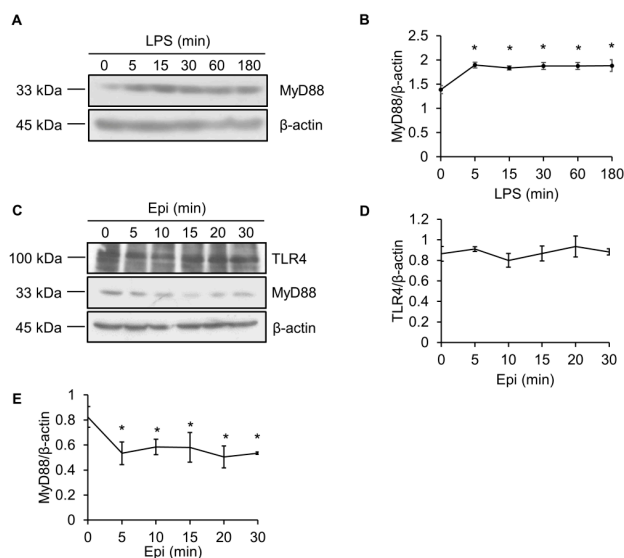 A
LPS (min)
0 5 15 30 60 180
33 kDa MyD88
45 kDa β-actin
B
MyD88/β-actin
2.5
2
1.5
1
0.5
0
* * * * *
0 5 15 30 60 180
LPS (min)
C
Epi (min)
0 5 10 15 20 30
100 kDa TLR4
33 kDa MyD88
45 kDa β-actin
D
TLR4/β-actin
1.2
1
0.8
0.6
0.4
0.2
0
0 5 10 15 20 30
Epi (min)
E
MyD88/β-actin
1
0.8
0.6
0.4
0.2
0
* * * * *
0 5 10 15 20 30
Epi (min)